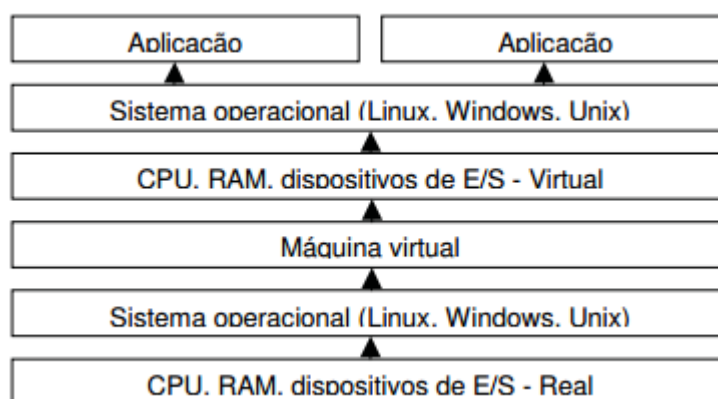 Aplicação Aplicação
Sistema operacional (Linux, Windows, Unix)
CPU, RAM, dispositivos de E/S - Virtual
Máquina virtual
Sistema operacional (Linux, Windows, Unix)
CPU, RAM, dispositivos de E/S - Real